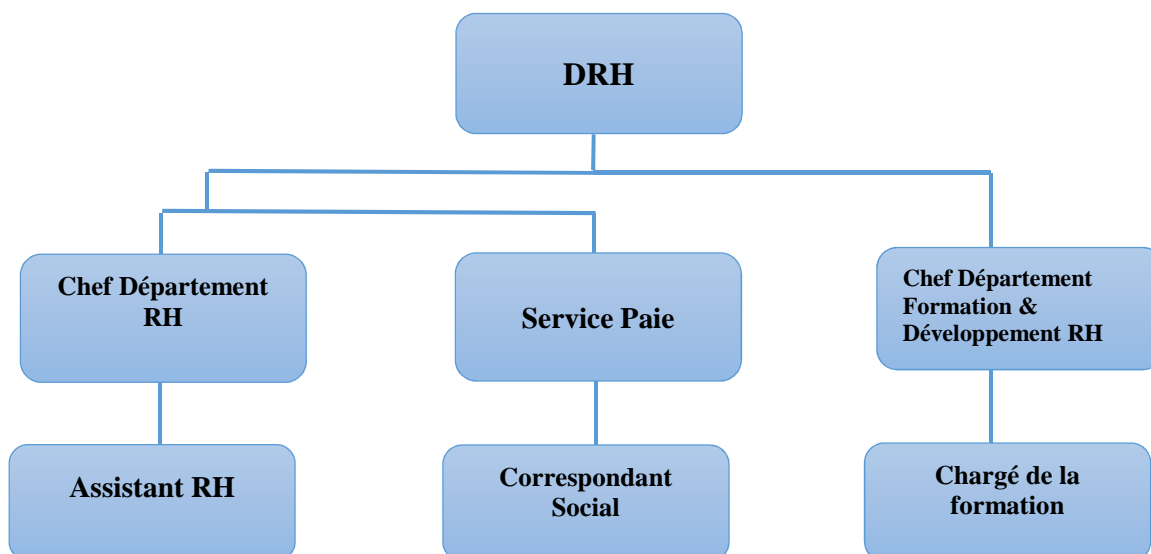 DRH
Chef Département
RH
Service Paie
Chef Département
Formation &
Développement RH
Assistant RH
Correspondant
Social
Chargé de la
formation